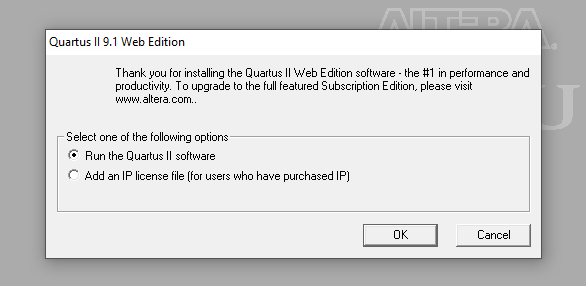 ALTERA.
Quartus II 9.1 Web Edition
Thank you for installing the Quartus II Web Edition software - the #1 in performance and
productivity. To upgrade to the full featured Subscription Edition, please visit
www.altera.com..
U
Select one of the following options
Run the Quartus II software
Add an IP license file (for users who have purchased IP)
OK
Cancel